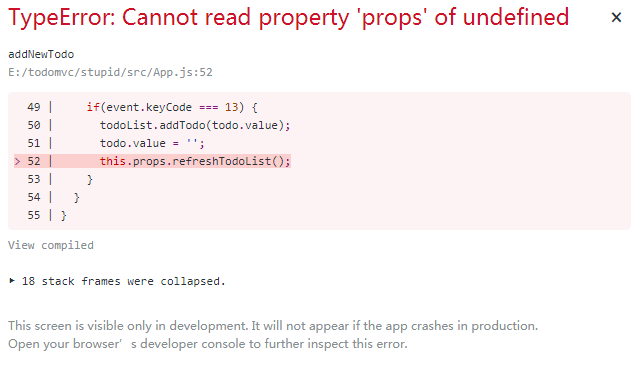 TypeError: Cannot read property 'props' of undefined ×
addNewTodo
E:/todomvc/stupid/src/App.js:52
49 | if(event.keyCode === 13) {
50 | todoList.addTodo(todo.value);
51 | todo.value = '';
> 52 | this.props.refreshTodoList();
53 | }
54 | }
55 | }
View compiled
▶ 18 stack frames were collapsed.
This screen is visible only in development. It will not appear if the app crashes in production.
Open your browser’s developer console to further inspect this error.